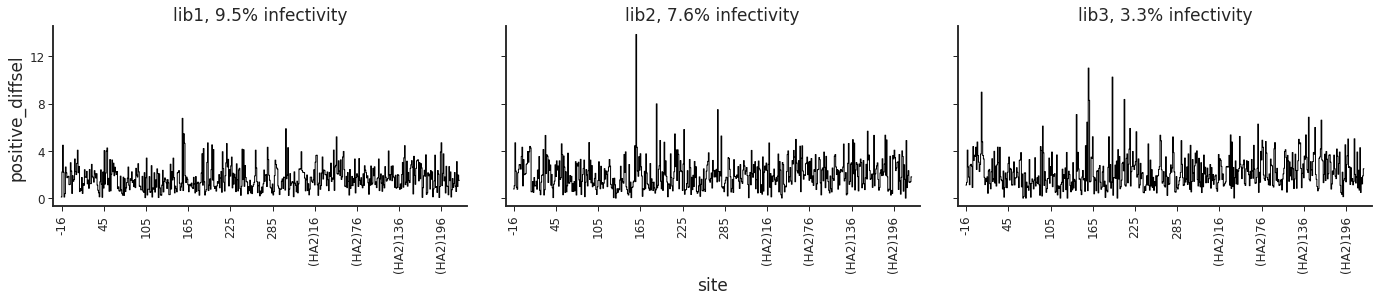 lib1, 9.5% infectivity
lib2, 7.6% infectivity
lib3, 3.3% infectivity
positive_diffsel
12
8
4
0
-16 45 105 165 225 285 (HA2)16 (HA2)76 (HA2)136 (HA2)196
-16 45 105 165 225 285 (HA2)16 (HA2)76 (HA2)136 (HA2)196
-16 45 105 165 225 285 (HA2)16 (HA2)76 (HA2)136 (HA2)196
site